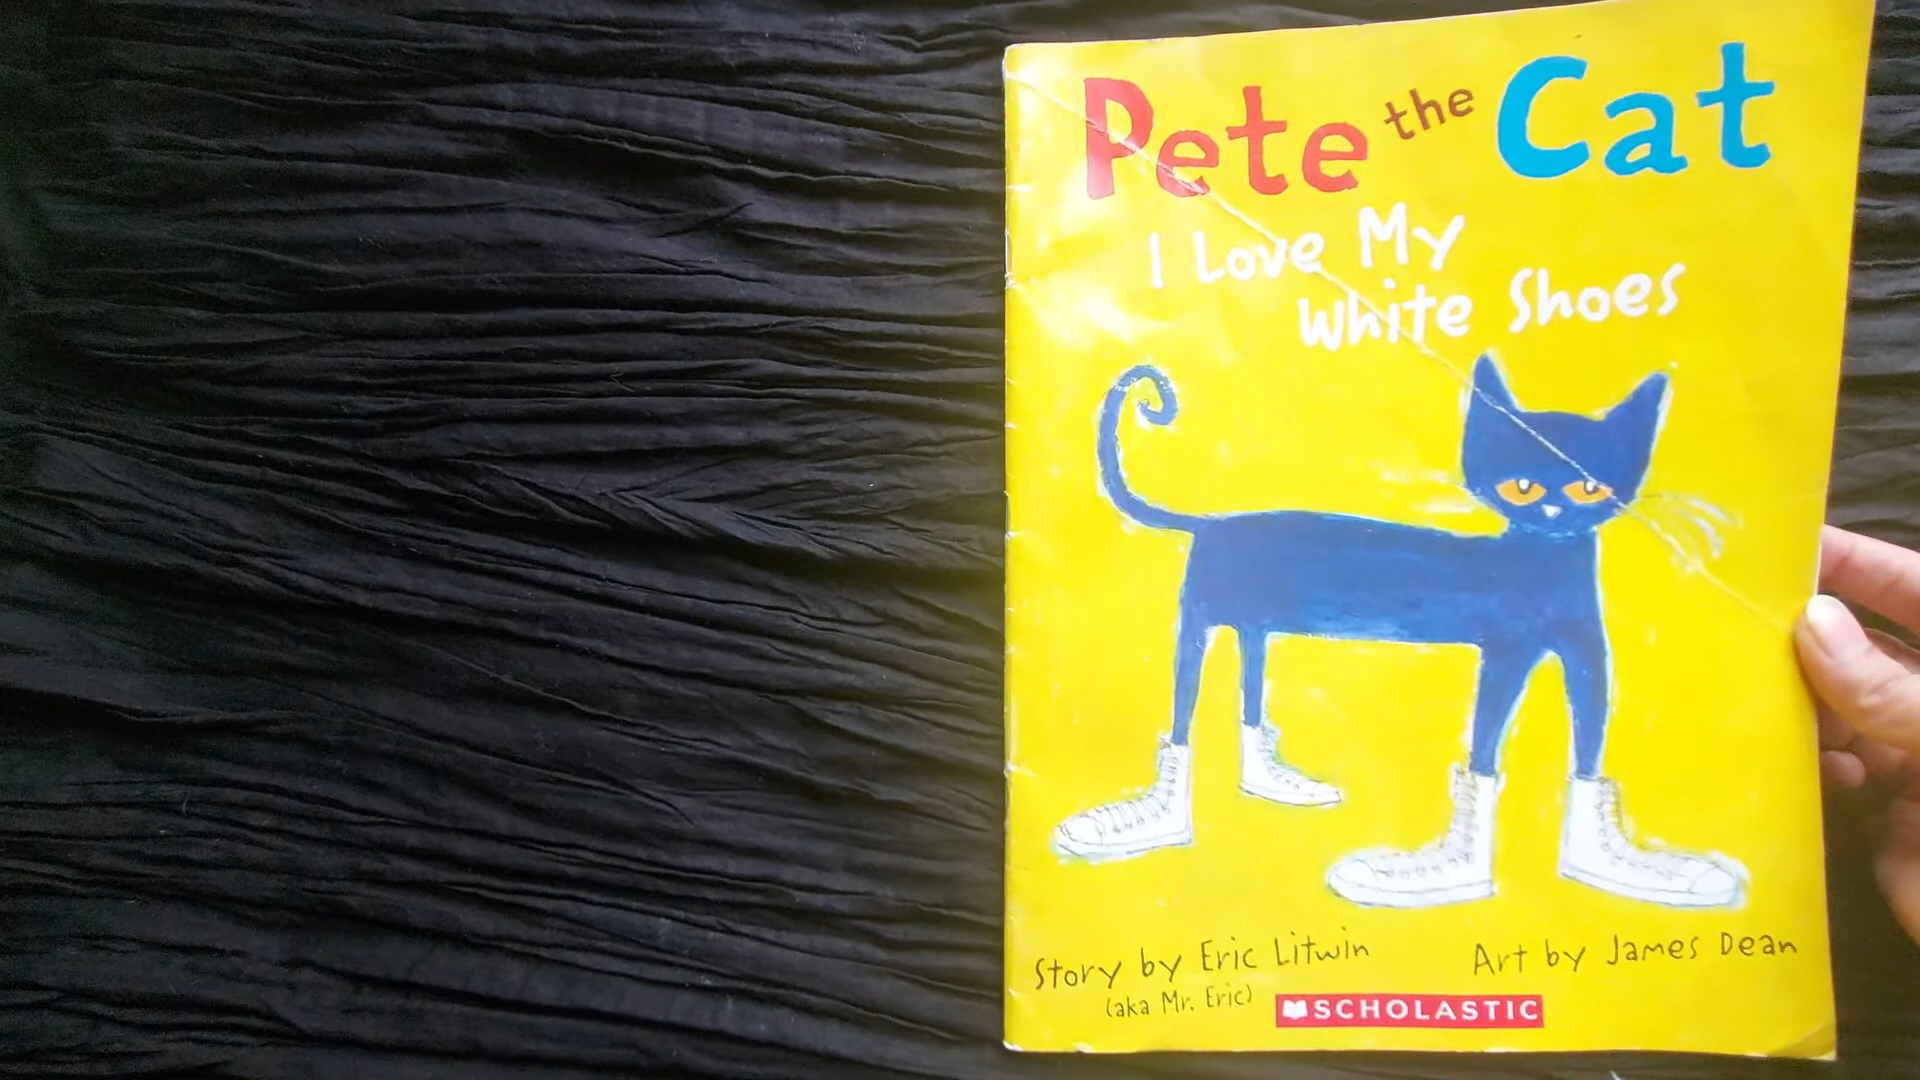 Pete the Cat
I Love My
White Shoes
Story by Eric Litwin
(aka Mr. Eric)
Art by James Dean
SCHOLASTIC